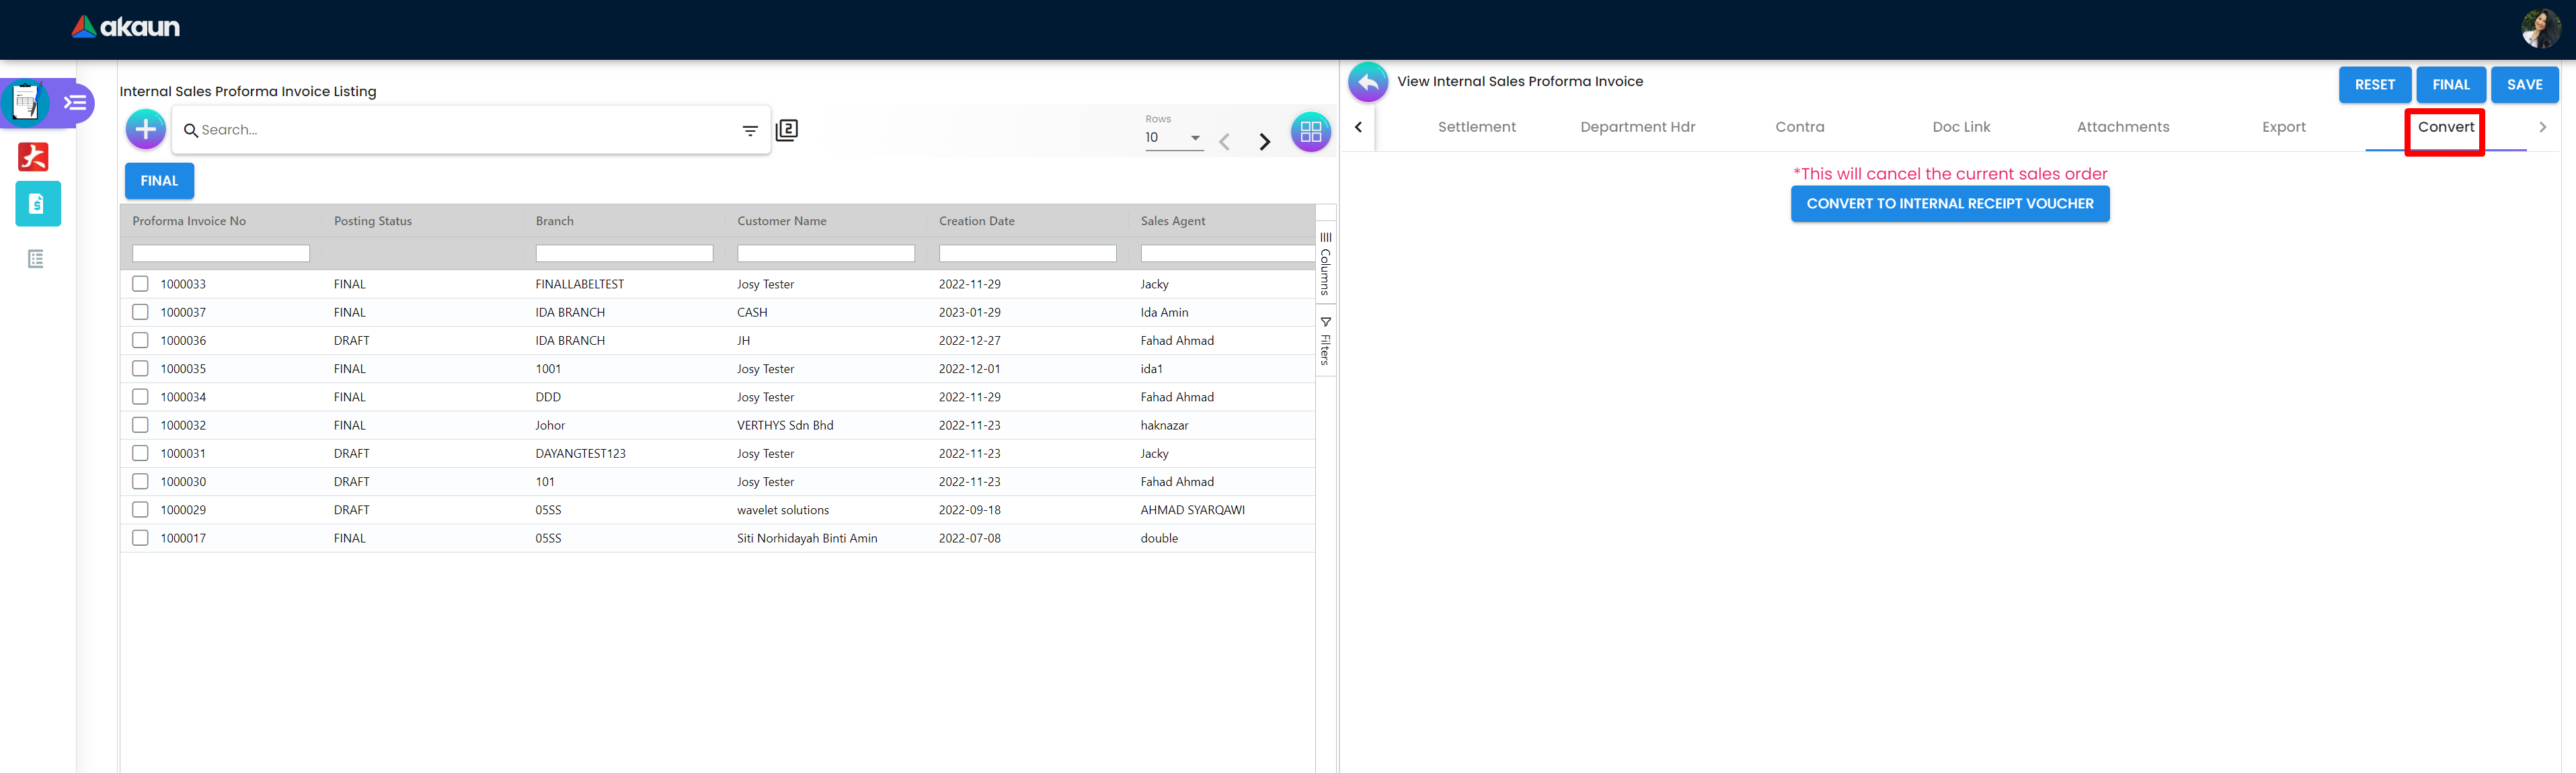 akaun
Internal Sales Proforma Invoice Listing
Search...
2
Rows
10
FINAL
Proforma Invoice No Posting Status Branch Customer Name Creation Date Sales Agent
1000033 FINAL FINALLABELTEST Josy Tester 2022-11-29 Jacky
1000037 FINAL IDA BRANCH CASH 2023-01-29 Ida Amin
1000036 DRAFT IDA BRANCH JH 2022-12-27 Fahad Ahmad
1000035 FINAL 1001 Josy Tester 2022-12-01 ida1
1000034 FINAL DDD Josy Tester 2022-11-29 Fahad Ahmad
1000032 FINAL Johor VERTHYS Sdn Bhd 2022-11-23 haknazar
1000031 DRAFT DAYANGTEST123 Josy Tester 2022-11-23 Jacky
1000030 DRAFT 101 Josy Tester 2022-11-23 Fahad Ahmad
1000029 DRAFT 05SS wavelet solutions 2022-09-18 AHMAD SYARQAWI
1000017 FINAL 05SS Siti Norhidayah Binti Amin 2022-07-08 double
Columns
Filters
View Internal Sales Proforma Invoice
RESET FINAL SAVE
Settlement Department Hdr Contra Doc Link Attachments Export Convert
*This will cancel the current sales order
CONVERT TO INTERNAL RECEIPT VOUCHER